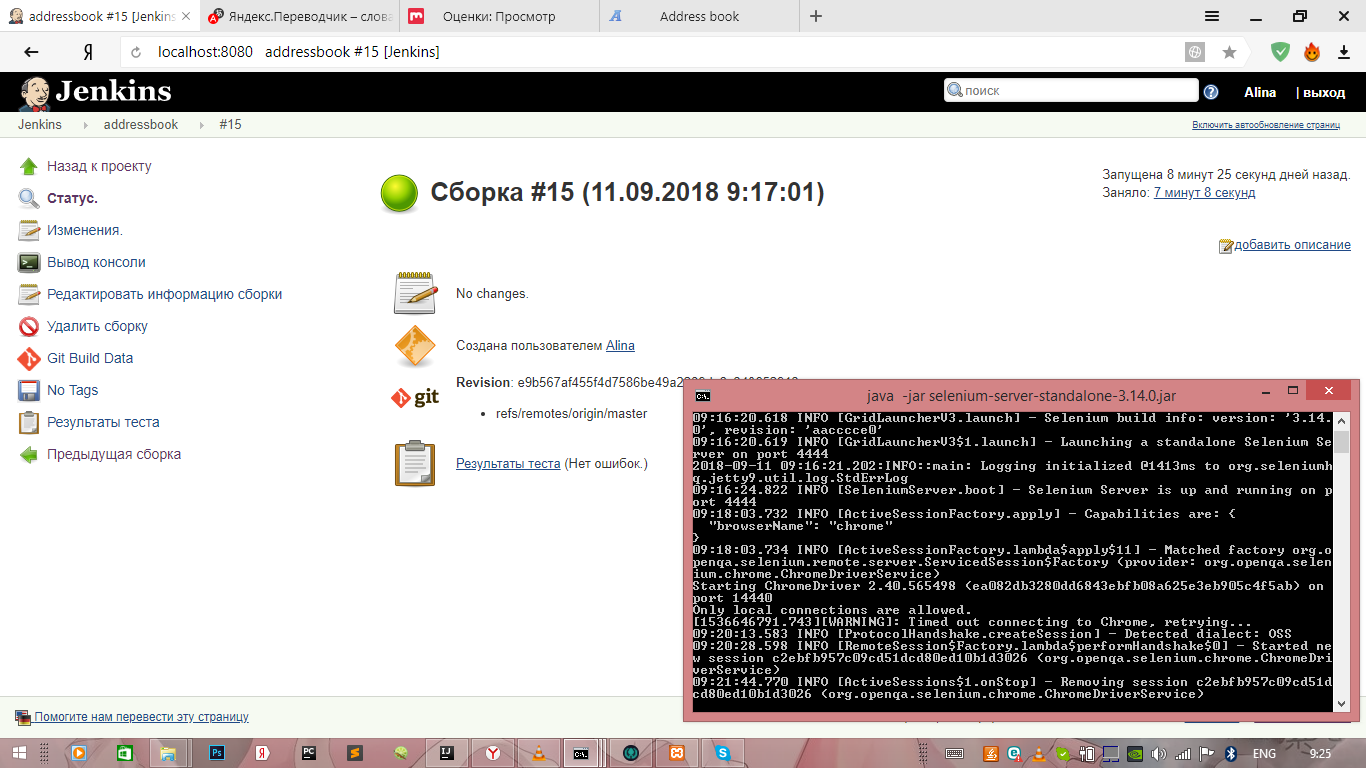 addressbook #15 [Jenkins
Яндекс.Переводчик – слова
Оценки: Просмотр
Address book
localhost:8080 addressbook #15 [Jenkins]
Jenkins
поиск
Alina
| выход
Jenkins
addressbook
#15
Включить автообновление страниц
Назад к проекту
Статус.
Изменения.
Вывод консоли
Редактировать информацию сборки
Удалить сборку
Git Build Data
No Tags
Результаты теста
Предыдущая сборка
Сборка #15 (11.09.2018 9:17:01)
Запущена 8 минут 25 секунд дней назад.
Заняло: 7 минут 8 секунд
добавить описание
No changes.
Создана пользователем Alina
git
Revision:
refs/remotes/origin/master
Результаты теста (Нет ошибок.)
java -jar selenium-server-standalone-3.14.0.jar
09:16:20.618 INFO [GridLauncherV3.launch] - Selenium build info: version: '3.14.
0', revision: 'aacccce0'
09:16:20.619 INFO [GridLauncherV3$1.launch] - Launching a standalone Selenium Se
rver on port 4444
2018-09-11 09:16:21.202:INFO::main: Logging initialized @1413ms to org.seleniumh
q.jetty9.util.log.StdErrLog
09:16:24.822 INFO [SeleniumServer.boot] - Selenium Server is up and running on p
ort 4444
09:18:03.732 INFO [ActiveSessionFactory.apply] - Capabilities are: {
"browserName": "chrome"
}
09:18:03.734 INFO [ActiveSessionFactory.lambda$apply$11] - Matched factory org.o
penqa.selenium.remote.server.ServicedSession$Factory (provider: org.openqa.selen
ium.chrome.ChromeDriverService)
Starting ChromeDriver 2.40.565498 (ea082db3280dd6843ebfb08a625e3eb905c4f5ab) on
port 14440
Only local connections are allowed.
[1536646791.743][WARNING]: Timed out connecting to Chrome, retrying...
09:20:13.583 INFO [ProtocolHandshake.createSession] - Detected dialect: OSS
09:20:28.598 INFO [RemoteSession$Factory.lambda$performHandshake$0] - Started ne
w session c2ebfb957c09cd51dcd80ed10b1d3026 (org.openqa.selenium.chrome.ChromeDri
verService)
09:21:44.770 INFO [ActiveSessions$1.onStop] - Removing session c2ebfb957c09cd51d
cd80ed10b1d3026 (org.openqa.selenium.chrome.ChromeDriverService)
Помогите нам перевести эту страницу
ENG
9:25